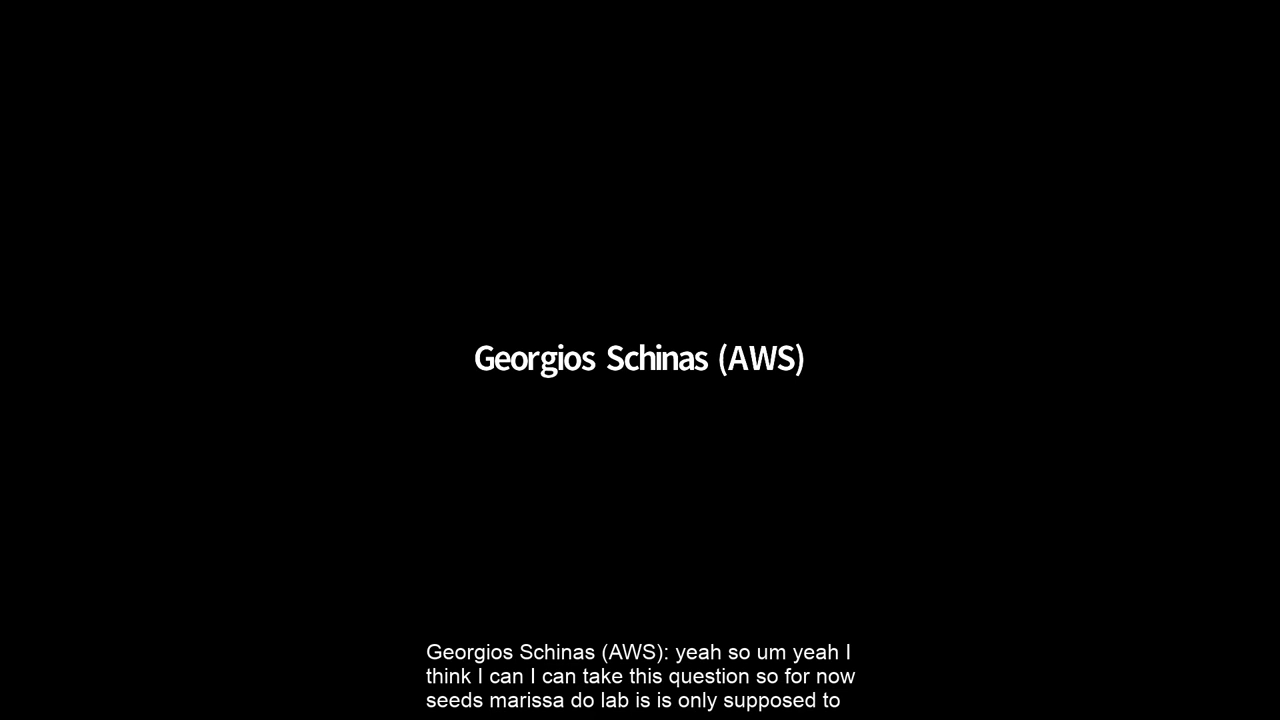 Georgios Schinas (AWS)
Georgios Schinas (AWS): yeah so um yeah I
think I can I can take this question so for now
seeds marissa do lab is is only supposed to